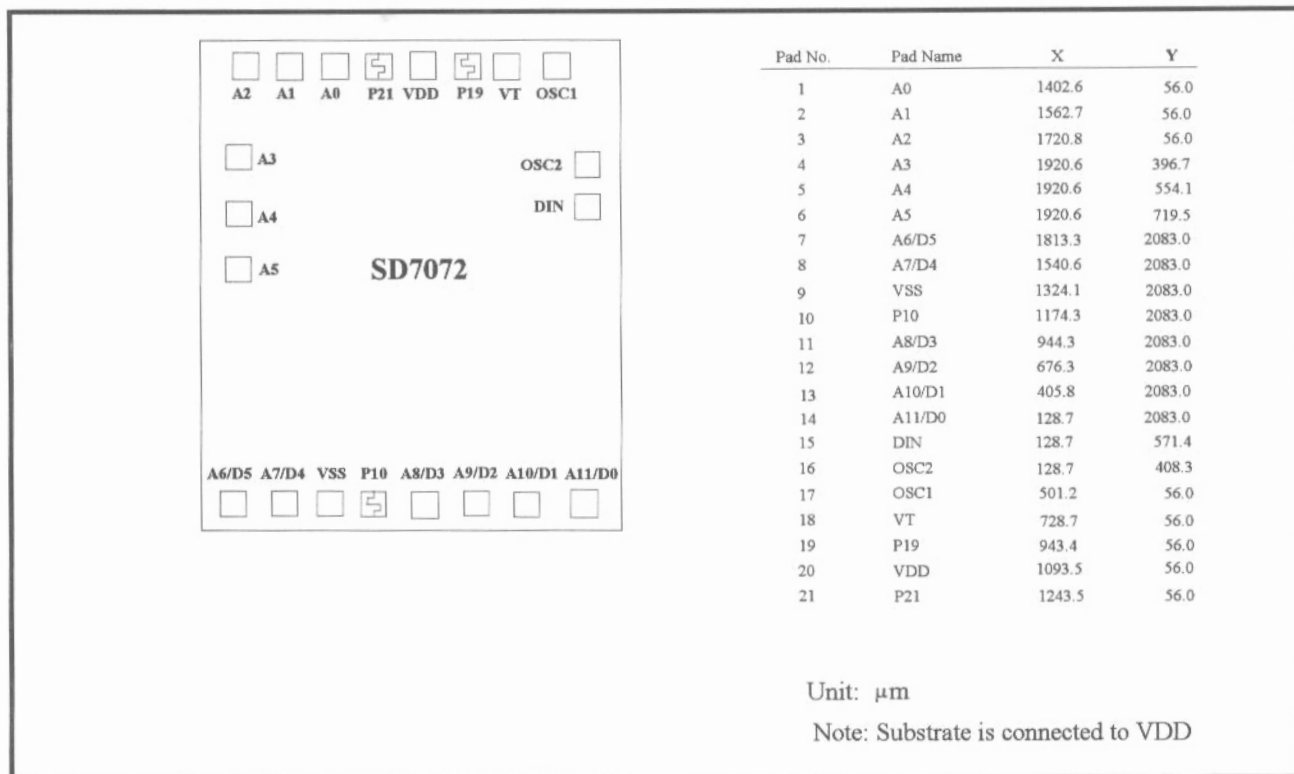 A2 A1 A0 P21 VDD P19 VT OSC1
A3
OSC2
A4
DIN
A5
SD7072
A6/D5 A7/D4 VSS P10 A8/D3 A9/D2 A10/D1 A11/D0
Pad No. Pad Name X Y
1 A0 1402.6 56.0
2 A1 1562.7 56.0
3 A2 1720.8 56.0
4 A3 1920.6 396.7
5 A4 1920.6 554.1
6 A5 1920.6 719.5
7 A6/D5 1813.3 2083.0
8 A7/D4 1540.6 2083.0
9 VSS 1324.1 2083.0
10 P10 1174.3 2083.0
11 A8/D3 944.3 2083.0
12 A9/D2 676.3 2083.0
13 A10/D1 405.8 2083.0
14 A11/D0 128.7 2083.0
15 DIN 128.7 571.4
16 OSC2 128.7 408.3
17 OSC1 501.2 56.0
18 VT 728.7 56.0
19 P19 943.4 56.0
20 VDD 1093.5 56.0
21 P21 1243.5 56.0
Unit: μm
Note: Substrate is connected to VDD